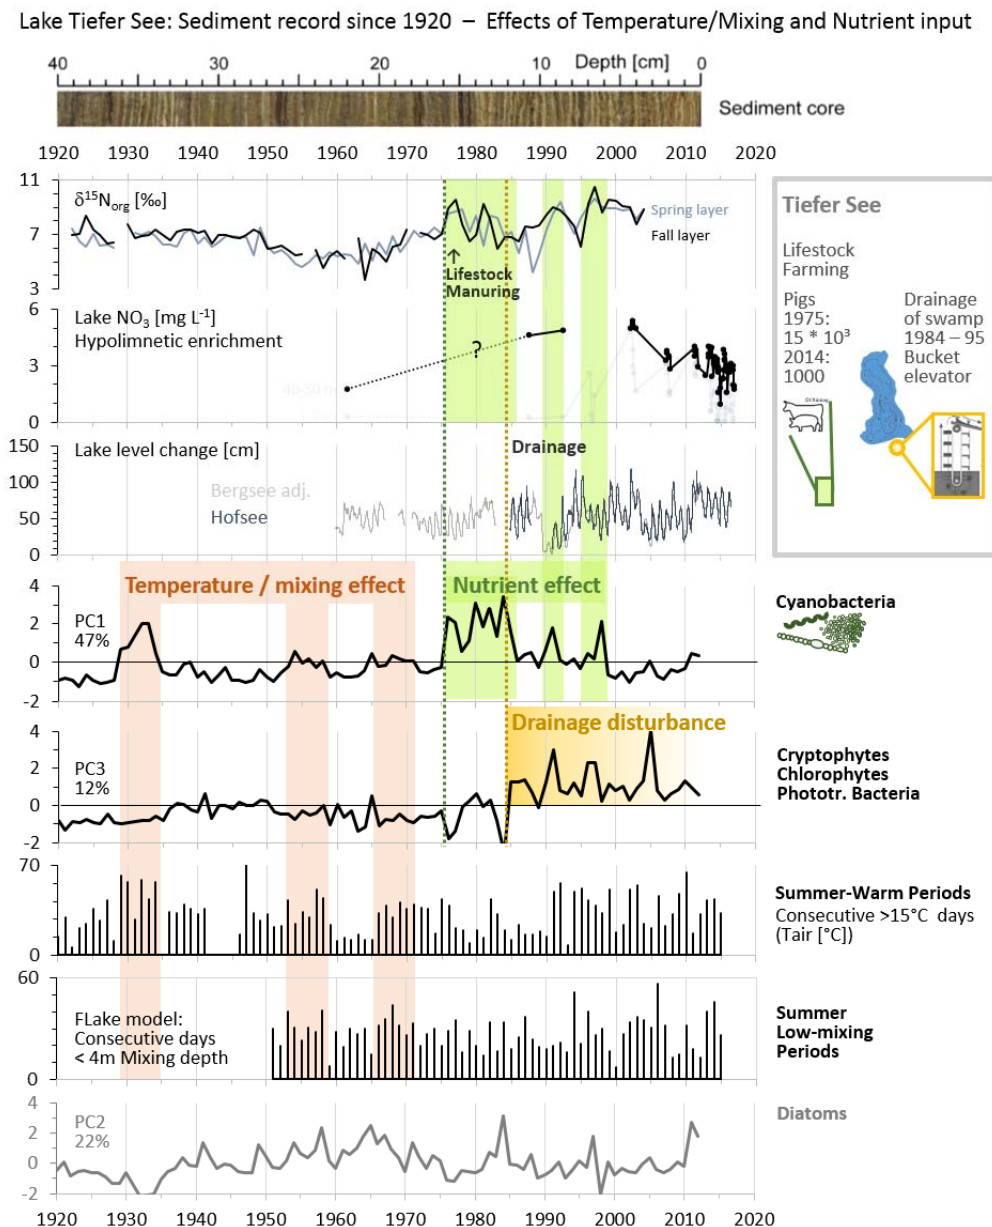 Lake Tiefer See: Sediment record since 1920 – Effects of Temperature/Mixing and Nutrient input
40 20 10 Depth [cm] 0
Sediment core
1920 1930 1940 1950 1960 1970 1980 1990 2000 2010 2020
11
7
3
δ15Norg [‰]
Spring layer
Fall layer
↑
Lifestock
Manuring
6
3
0
Lake NO3 [mg L-1]
Hypolimnetic enrichment
?
150
100
50
0
Lake level change [cm]
Drainage
Bergsee adj.
Hofsee
Tiefer See
Lifestock
Farming
Pigs
1975:
15 * 10³
2014:
1000
Drainage
of swamp
1984 – 95
Bucket
elevator
Temperature / mixing effect
Nutrient effect
4
2
0
-2
PC1
47%
Cyanobacteria
Drainage disturbance
4
2
0
-2
PC3
12%
Cryptophytes
Chlorophytes
Phototr. Bacteria
70
0
Summer-Warm Periods
Consecutive >15°C days
(Tair [°C])
60
0
FLake model:
Consecutive days
< 4m Mixing depth
Summer
Low-mixing
Periods
4
2
0
-2
PC2
22%
Diatoms
1920 1930 1940 1950 1960 1970 1980 1990 2000 2010 2020